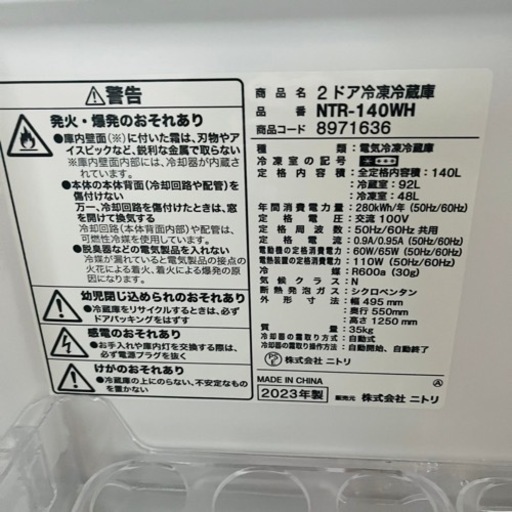 ⚠警告
発火・爆発のおそれあり
●庫内壁面(※)に付いた霜は、刃物やア
イスピックなど、鋭利な金属で取らない
※庫内壁面内部には、冷却器が内蔵さ
れています。
●本体の本体背面(冷却回路や配管)を
傷付けない
万一、冷却回路を傷付けたときは、窓
を開けて換気する
冷却回路(本体背面内部)や配管は、
可燃性冷媒を使用しています。
●脱臭器などの電気製品を入れない
冷媒が漏れていると電気製品の接点の
火花による着火、着火による爆発の原
因になります。
幼児閉じ込められのおそれあり
●冷蔵庫をリサイクルするときは、必ず
ドアパッキングをはずす
感電のおそれあり
●お手入れや庫内灯を交換する際は、
必ず電源プラグを抜く
けがのおそれあり
●冷蔵庫の上にのらない、不安定なもの
を置かない
商品名 2ドア冷凍冷蔵庫
品番 NTR-140WH
商品コード 8971636
種類:電気冷凍冷蔵庫
冷凍室の記号
定格内容積:全定格内容積:140L
冷蔵室:92L
冷凍室:48L
年間消費電力量:280kWh/年(50Hz/60Hz)
定格電圧:交流 100V
定格周波数:50Hz/60Hz 共用
定格電流:0.9A/0.95A (50Hz/60Hz)
電動機の定格消費電力:60W/65W (50Hz/60Hz)
電熱装置の定格消費電力:110W (50Hz/60Hz)
冷媒:R600a (30g)
気候クラス:N
断熱発泡ガス:シクロペンタン
外形寸法:幅 495mm
奥行 550mm
高さ 1250 mm
質量:35kg
冷却器の霜取り方式:自動式
冷却器の霜取り操作方法:自動開始、自動終了
株式会社 ニトリ
MADE IN CHINA
Ⓐ
2023年製
販売元 株式会社 ニトリ